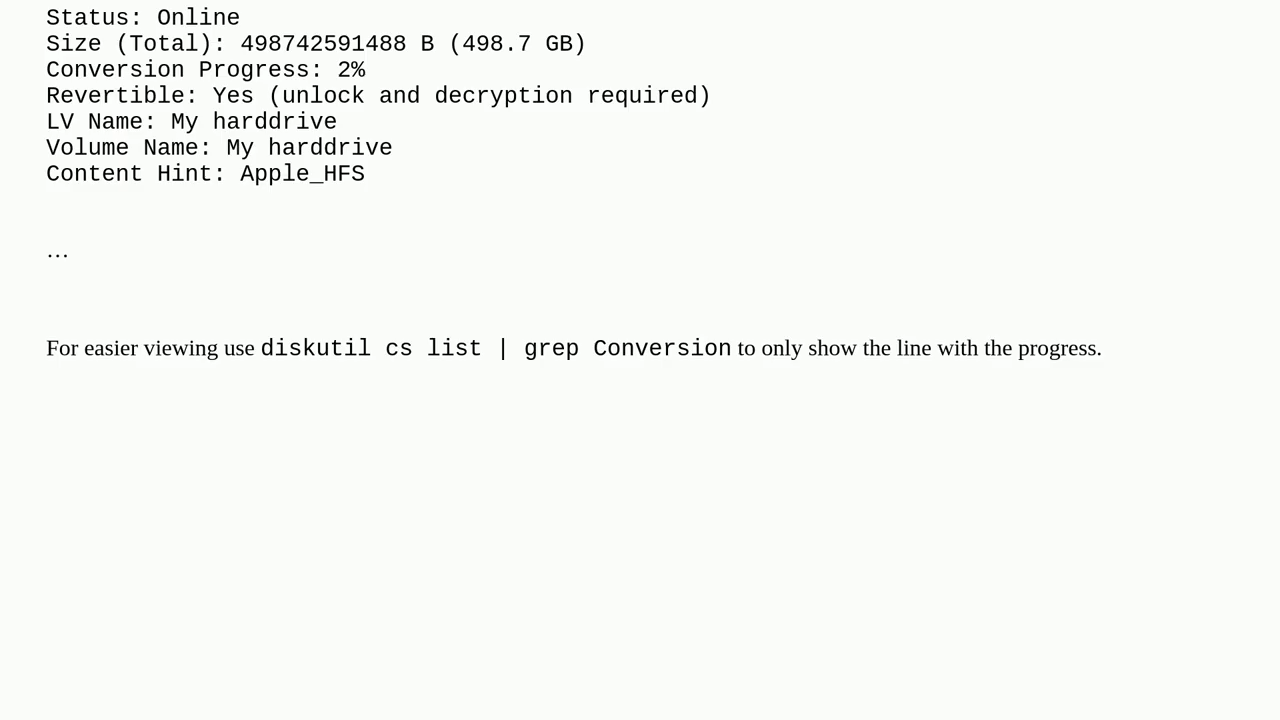 Status: Online
Size (Total): 498742591488 B (498.7 GB)
Conversion Progress: 2%
Revertible: Yes (unlock and decryption required)
LV Name: My harddrive
Volume Name: My harddrive
Content Hint: Apple_HFS
…
For easier viewing use diskutil cs list | grep Conversion to only show the line with the progress.